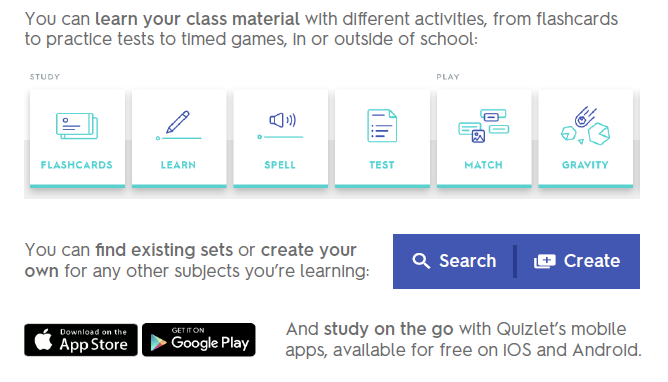 You can learn your class material with different activities, from flashcards
to practice tests to timed games, in or outside of school:
STUDY
PLAY
FLASHCARDS
LEARN
SPELL
TEST
MATCH
GRAVITY
You can find existing sets or create your
own for any other subjects you're learning:
Search
Create
Download on the
App Store
GET IT ON
Google Play
And study on the go with Quizlet's mobile
apps, available for free on iOS and Android.